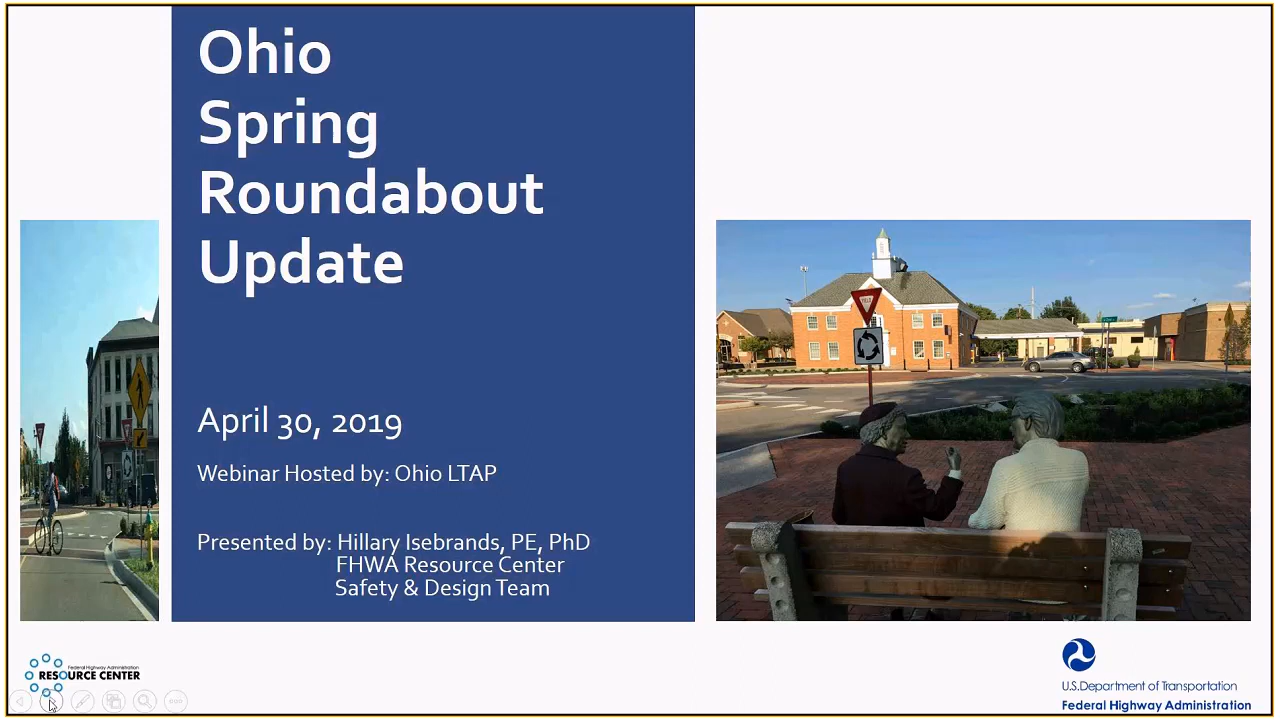 Ohio
Spring
Roundabout
Update
April 30, 2019
Webinar Hosted by: Ohio LTAP
Presented by: Hillary Isebrands, PE, PhD
FHWA Resource Center
Safety & Design Team
YIELD
Federal Highway Administration
RESOURCE CENTER
U.S.Department of Transportation
Federal Highway Administration